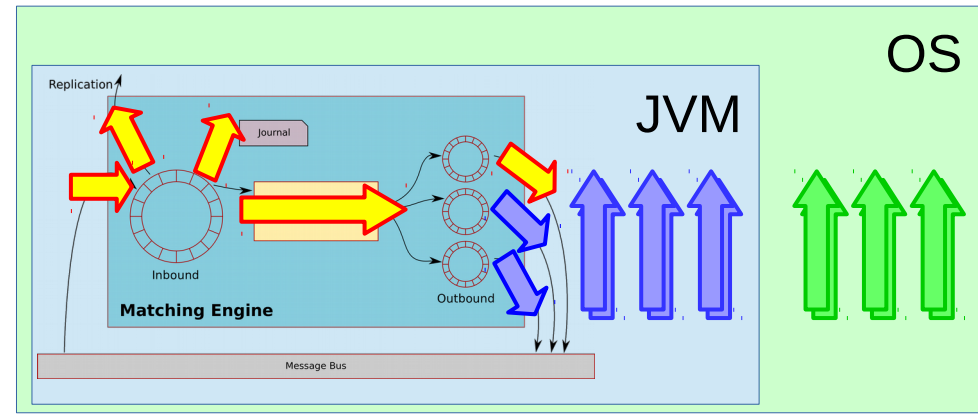 OS
Replication
JVM
Journal
Inbound
Outbound
Matching Engine
Message Bus